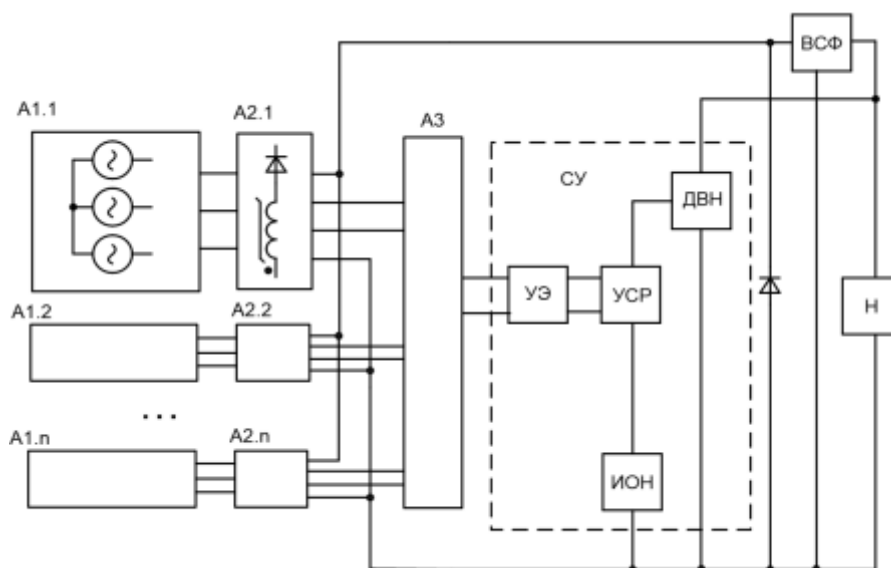 ВСФ
А1.1
А2.1
А3
СУ
ДВН
УЭ
УСР
Н
А1.2
А2.2
...
А1.n
А2.n
ИОН